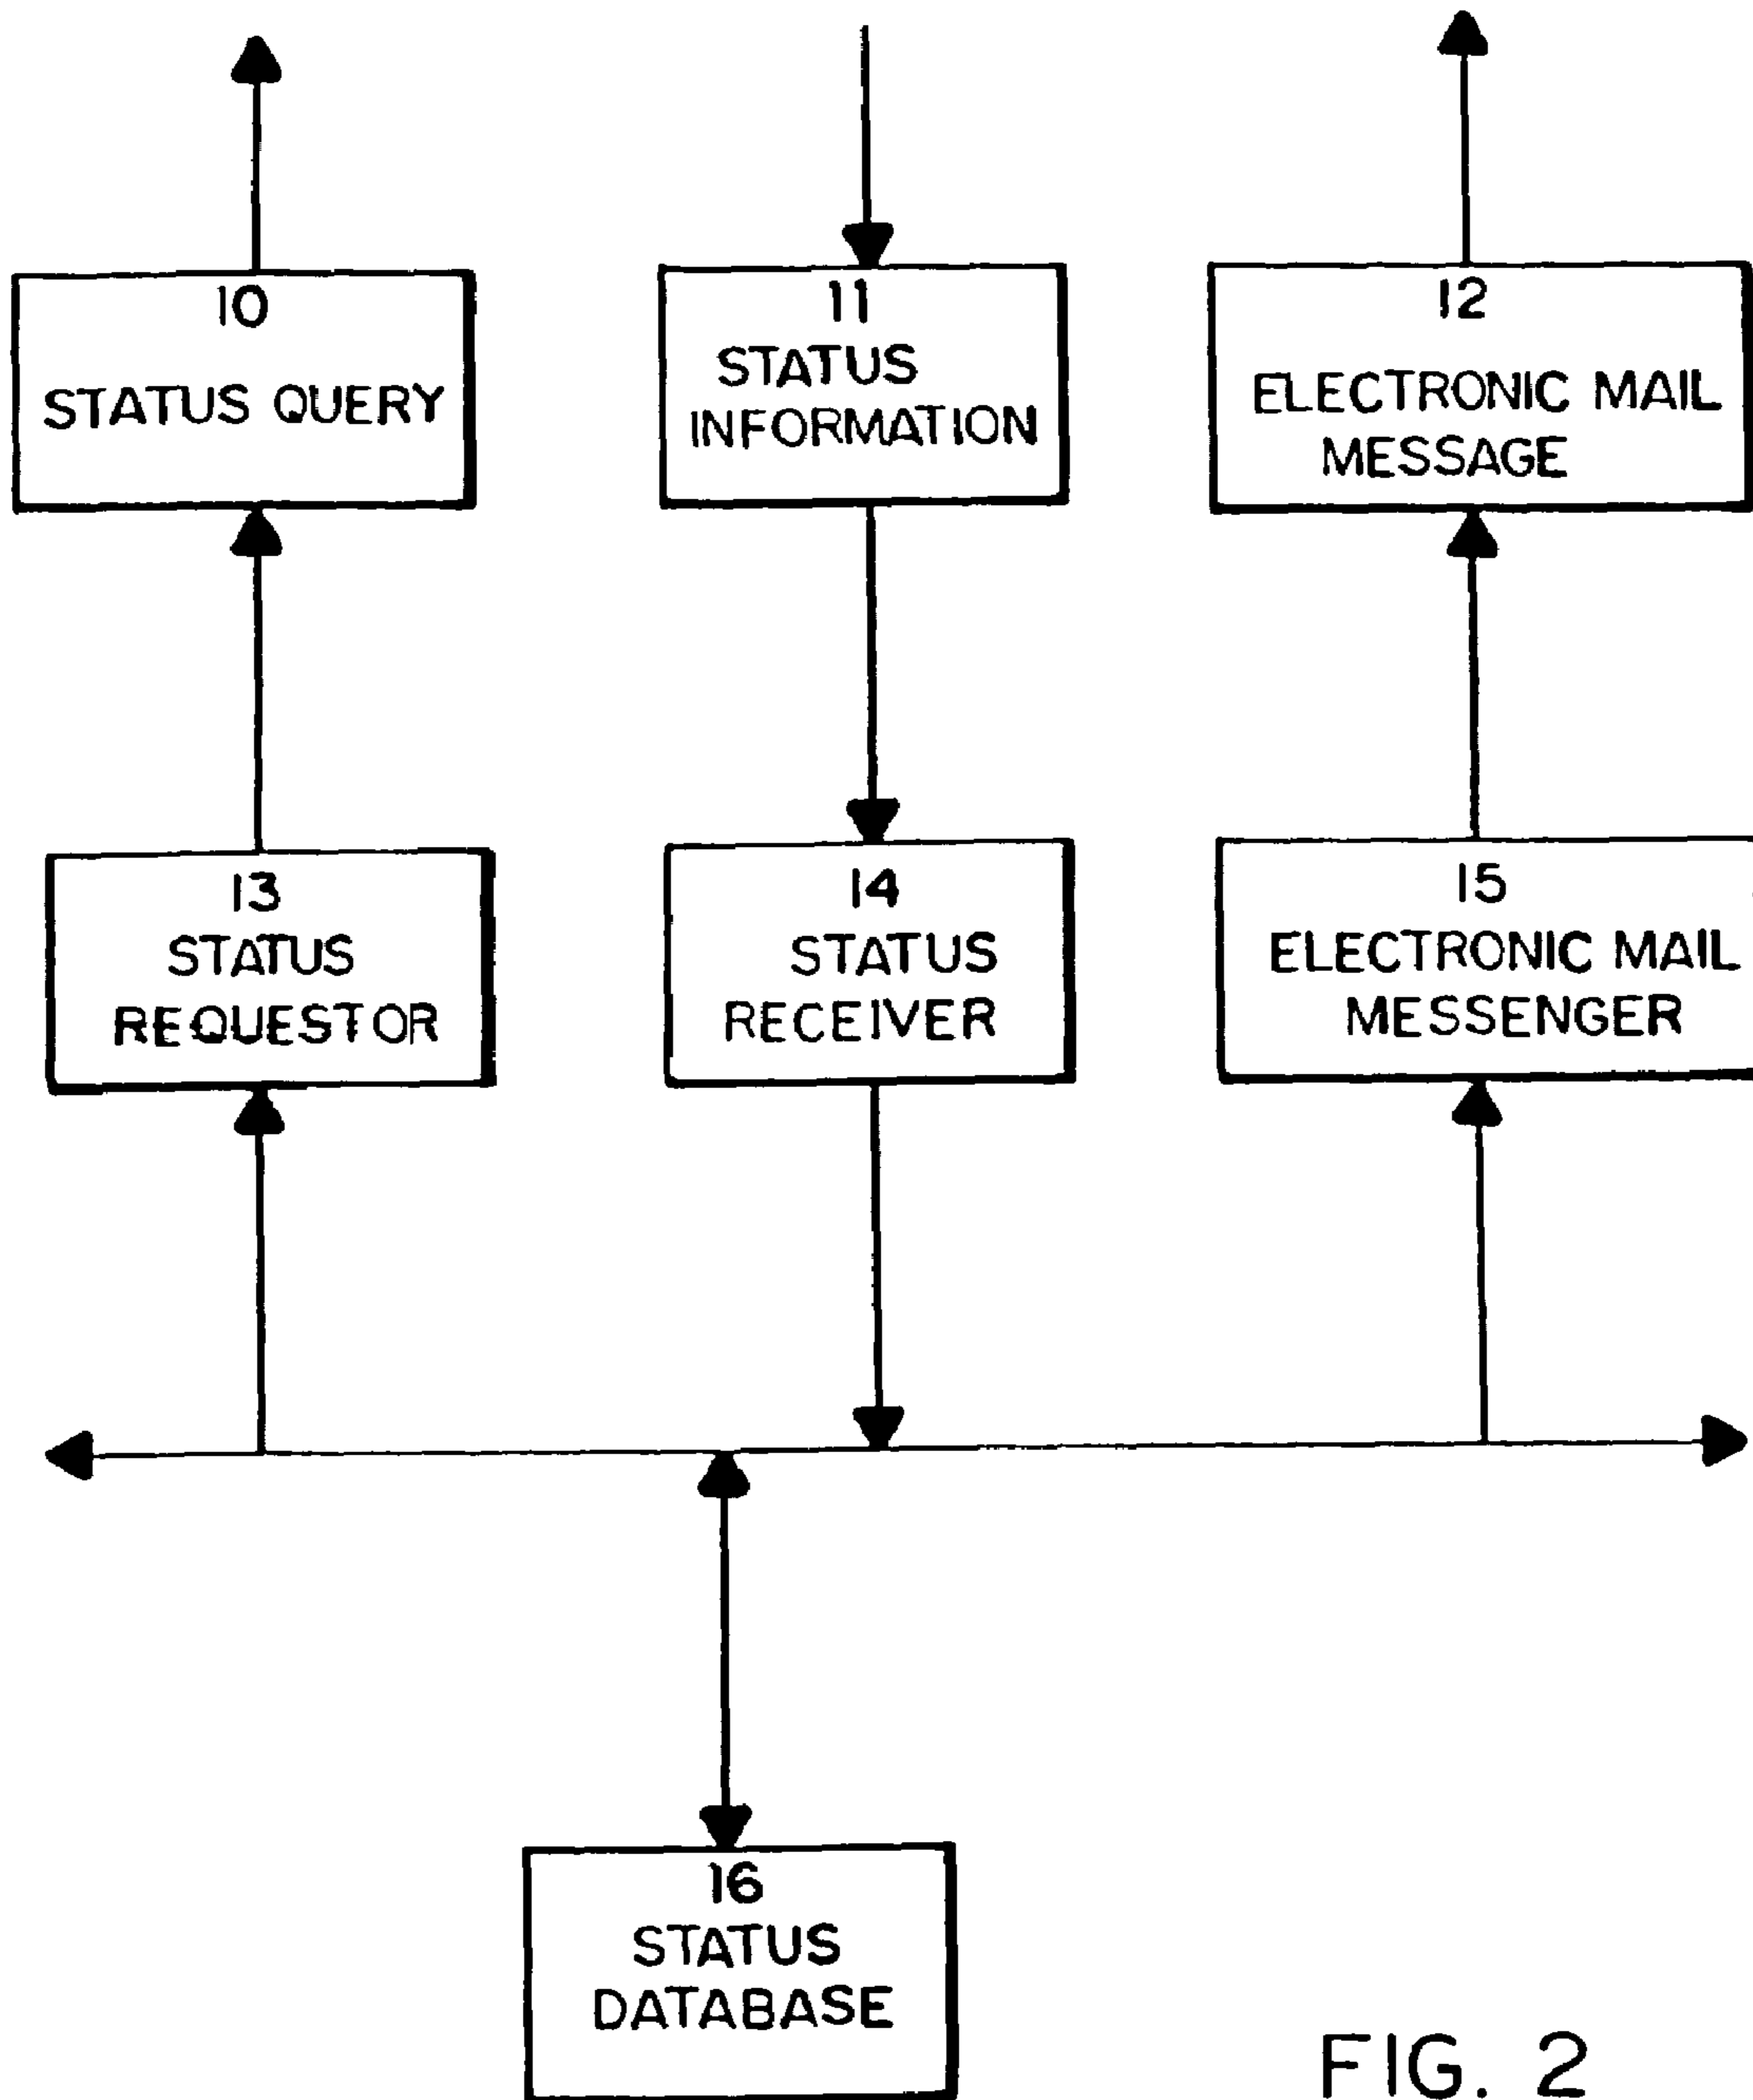 10
STATUS QUERY
11
STATUS
INFORMATION
12
ELECTRONIC MAIL
MESSAGE
13
STATUS
REQUESTOR
14
STATUS
RECEIVER
15
ELECTRONIC MAIL
MESSENGER
16
STATUS
DATABASE
FIG. 2